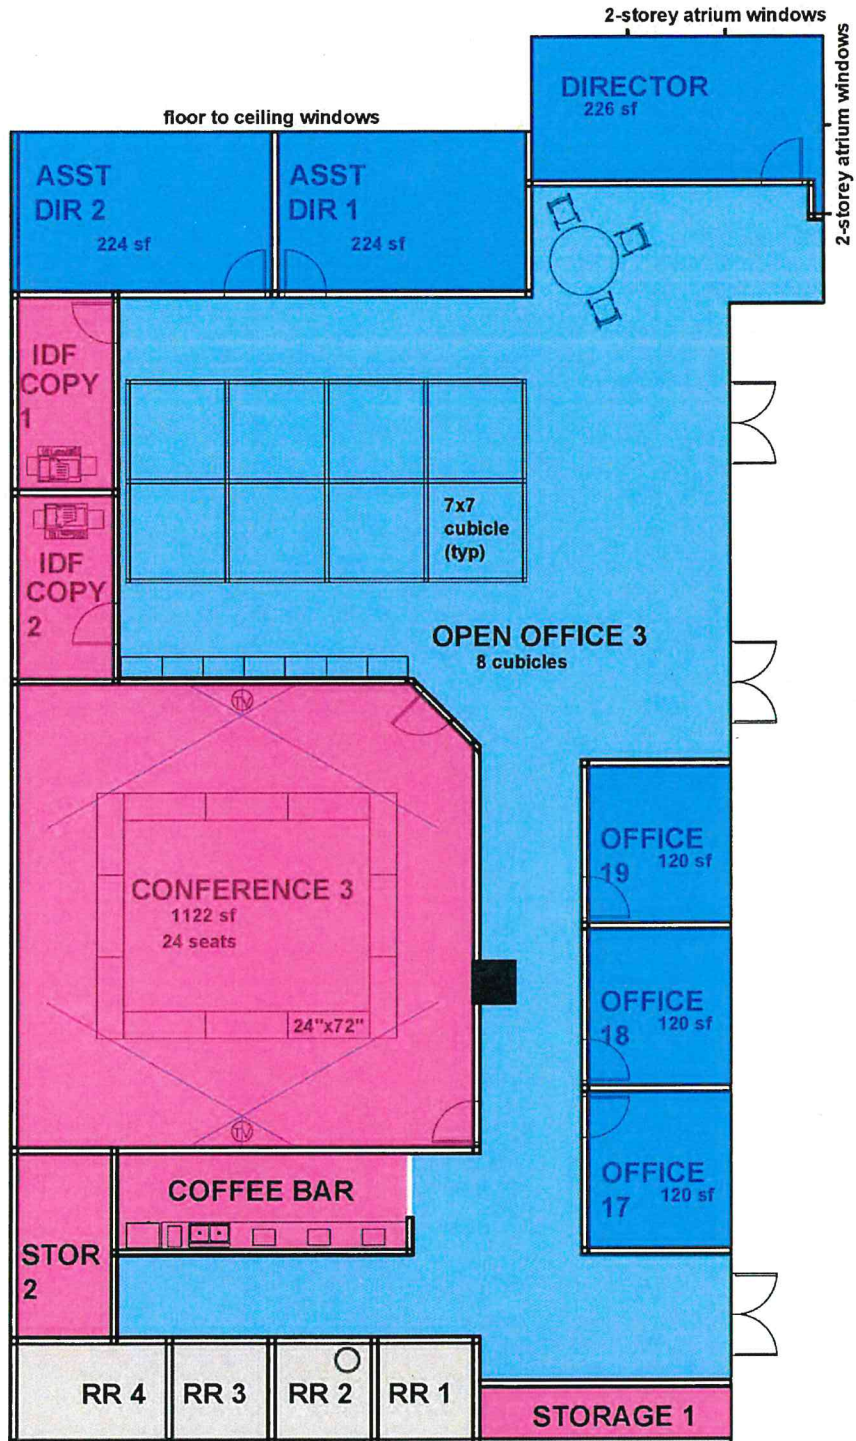 2-storey atrium windows
2-storey atrium windows
DIRECTOR
226 sf
floor to ceiling windows
ASST
DIR 2
224 sf
ASST
DIR 1
224 sf
IDF
COPY
1
IDF
COPY
2
7x7
cubicle
(typ)
OPEN OFFICE 3
8 cubicles
TV
CONFERENCE 3
1122 sf
24 seats
24"x72"
TV
OFFICE
19 120 sf
OFFICE
18 120 sf
OFFICE
17 120 sf
COFFEE BAR
STOR
2
RR 4
RR 3
RR 2
RR 1
STORAGE 1